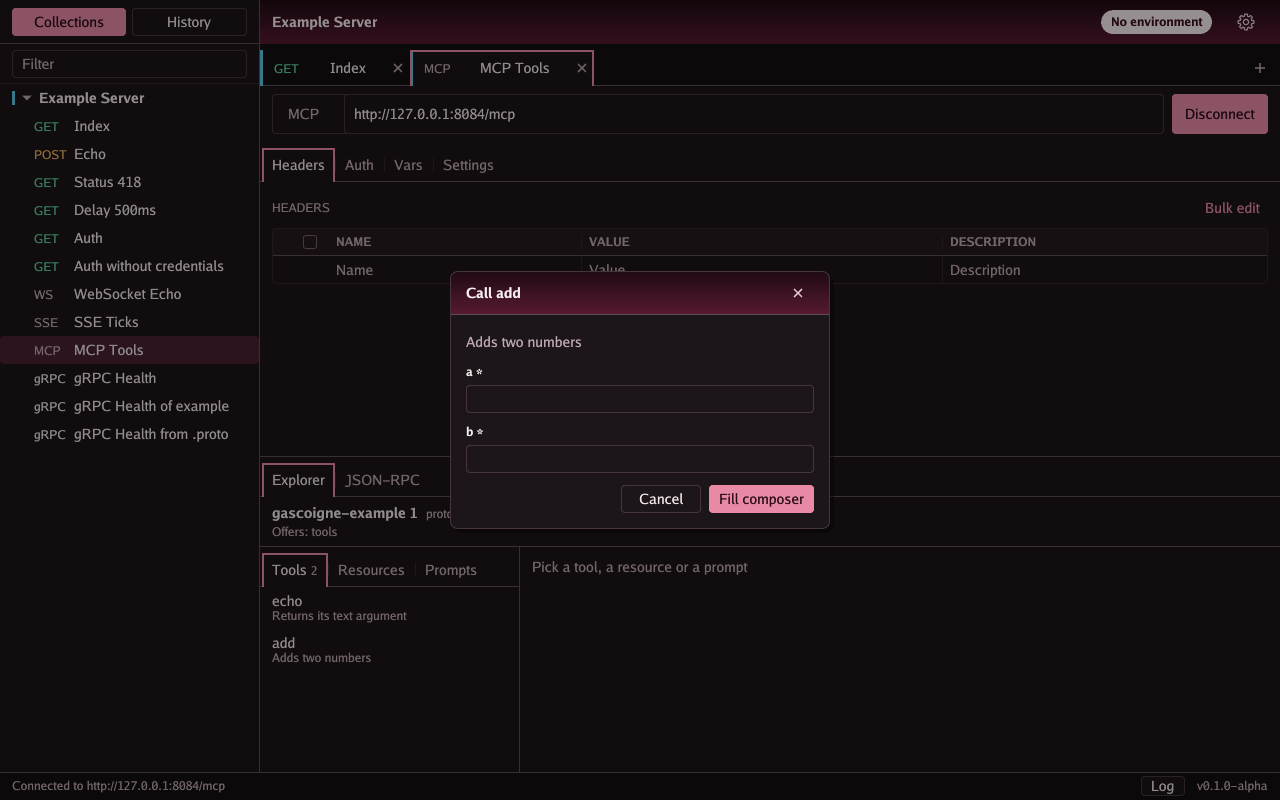 Collections
History
Example Server
No environment
Filter
GET Index
MCP MCP Tools
Example Server
GET Index
POST Echo
GET Status 418
GET Delay 500ms
GET Auth
GET Auth without credentials
WS WebSocket Echo
SSE SSE Ticks
MCP MCP Tools
gRPC gRPC Health
gRPC gRPC Health of example
gRPC gRPC Health from .proto
MCP http://127.0.0.1:8084/mcp
Disconnect
Headers Auth Vars Settings
HEADERS
Bulk edit
NAME VALUE DESCRIPTION
Name Value Description
Call add
Adds two numbers
a *
b *
Cancel
Fill composer
Explorer JSON-RPC
gascoigne-example 1
Offers: tools
Tools 2 Resources Prompts
echo
Returns its text argument
add
Adds two numbers
Pick a tool, a resource or a prompt
Connected to http://127.0.0.1:8084/mcp
Log
v0.1.0-alpha